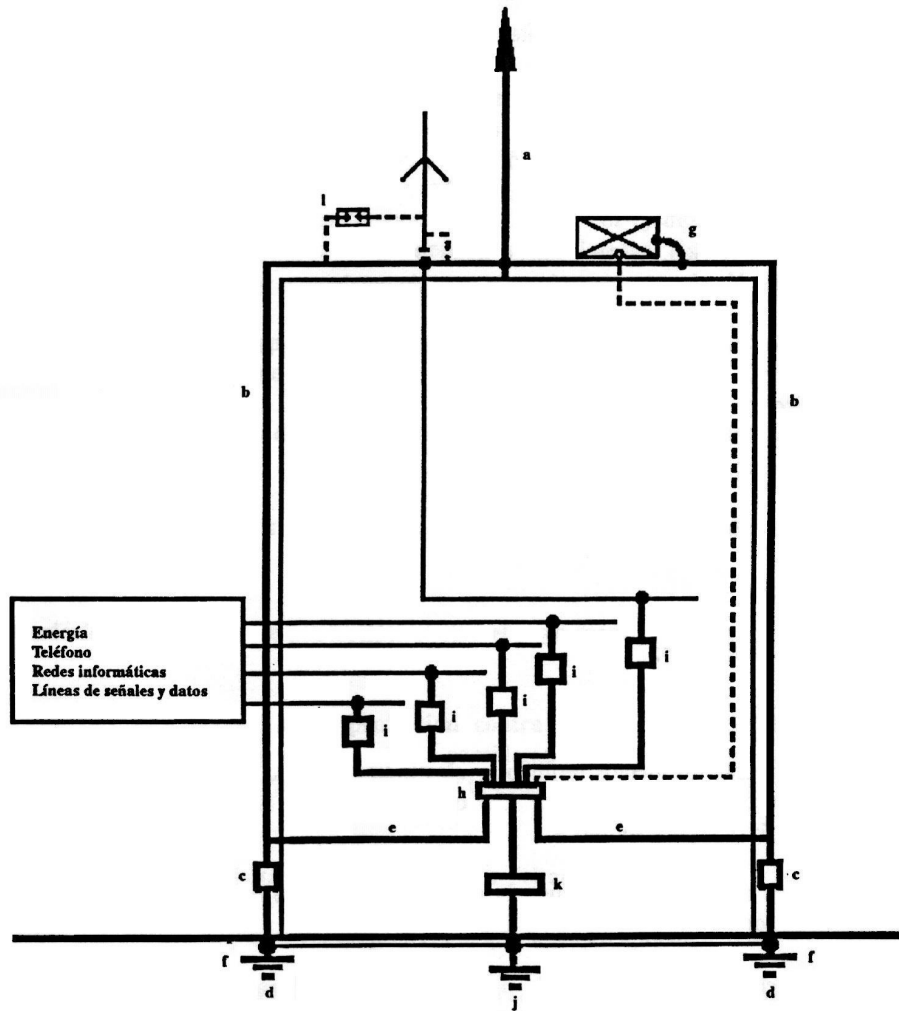 a
l
g
b
b
Energía
Teléfono
Redes informáticas
Líneas de señales y datos
i
i
i
i
i
h
e
e
c
k
c
f
f
d
j
d